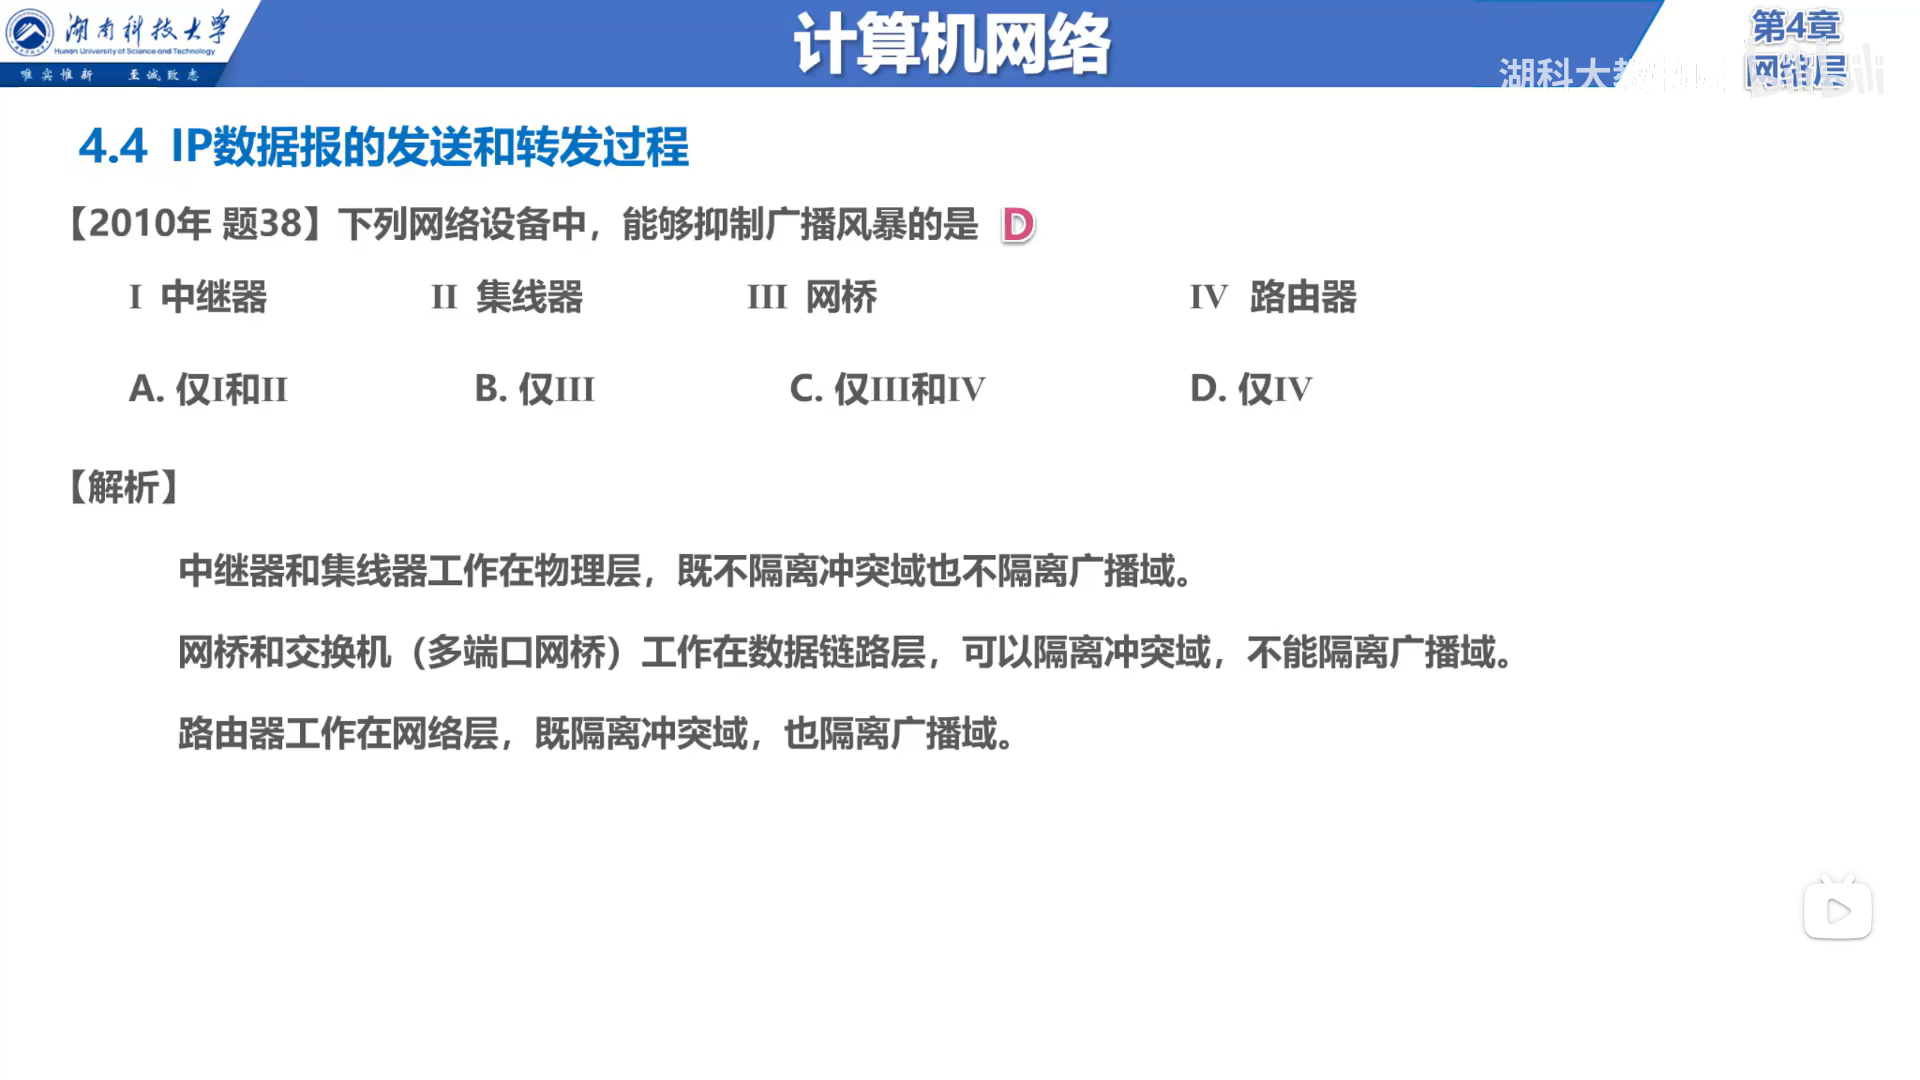 湖南科技大学
Hunan University of Science and Technology
唯实惟新 至诚致志
计算机网络
第4章
网络层
湖科大教
4.4 IP数据报的发送和转发过程
【2010年 题38】下列网络设备中，能够抑制广播风暴的是 D
I 中继器 II 集线器 III 网桥 IV 路由器
A. 仅I和II B. 仅III C. 仅III和IV D. 仅IV
【解析】
中继器和集线器工作在物理层，既不隔离冲突域也不隔离广播域。
网桥和交换机（多端口网桥）工作在数据链路层，可以隔离冲突域，不能隔离广播域。
路由器工作在网络层，既隔离冲突域，也隔离广播域。